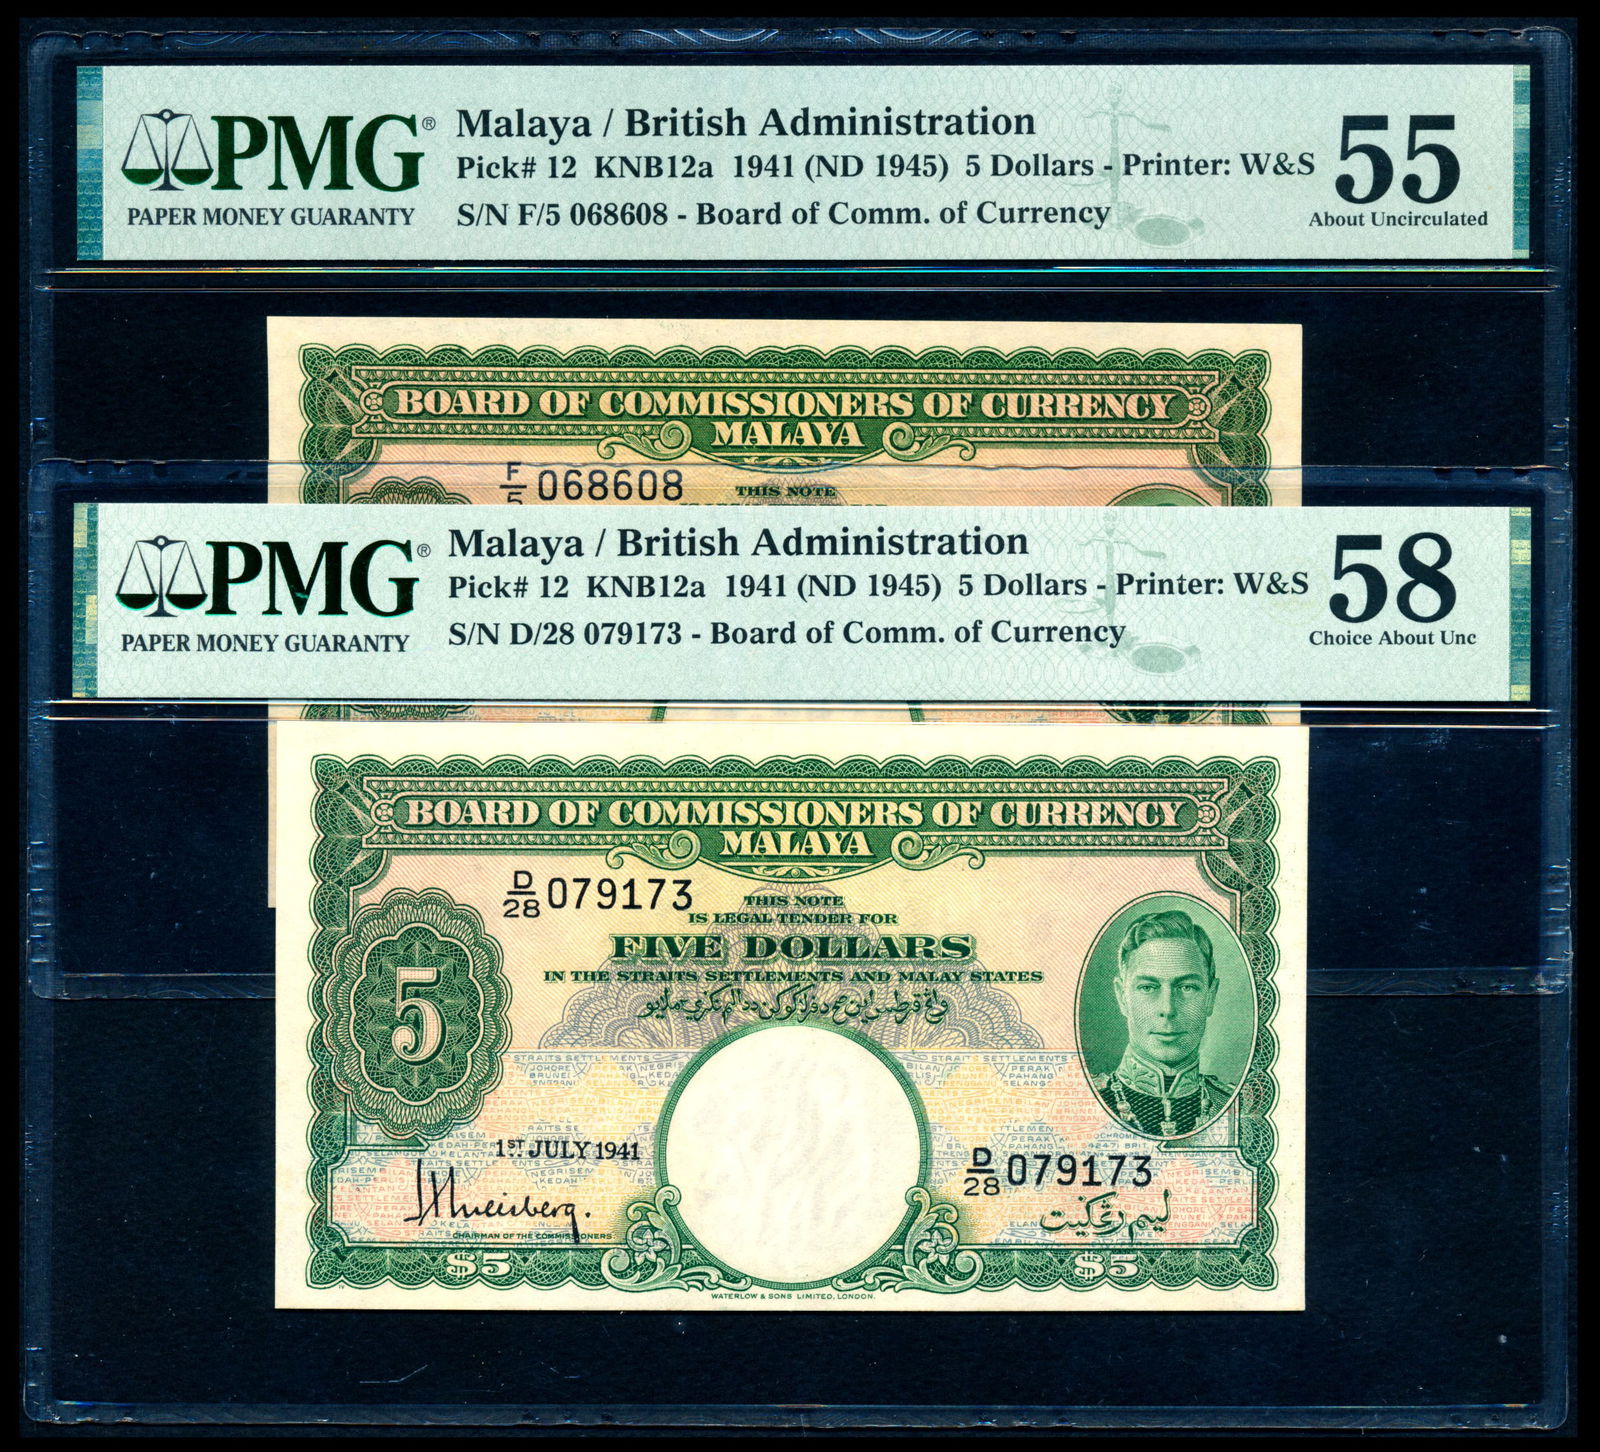 PMG®
PAPER MONEY GUARANTY
Malaya / British Administration
Pick# 12 KNB12a 1941 (ND 1945) 5 Dollars - Printer: W&S
S/N F/5 068608 - Board of Comm. of Currency
55
About Uncirculated
BOARD OF COMMISSIONERS OF CURRENCY
MALAYA
F/5 068608
THIS NOTE
PMG®
PAPER MONEY GUARANTY
Malaya / British Administration
Pick# 12 KNB12a 1941 (ND 1945) 5 Dollars - Printer: W&S
S/N D/28 079173 - Board of Comm. of Currency
58
Choice About Unc
BOARD OF COMMISSIONERS OF CURRENCY
MALAYA
D/28 079173
THIS NOTE
IS LEGAL TENDER FOR
FIVE DOLLARS
IN THE STRAITS SETTLEMENTS AND MALAY STATES
5
1ST JULY 1941
D/28 079173
CHAIRMAN OF THE COMMISSIONERS
$5
$5
WATERLOW & SONS LIMITED, LONDON.